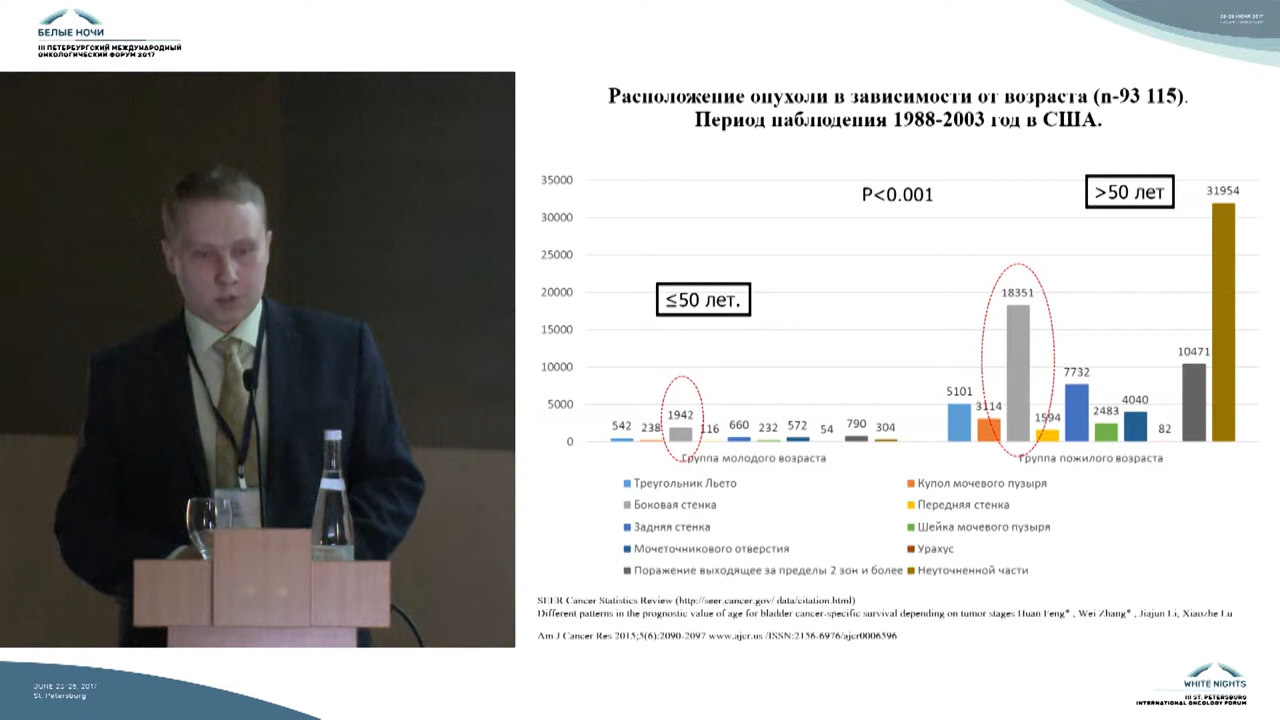 БЕЛЫЕ НОЧИ
III ПЕТЕРБУРГСКИЙ МЕЖДУНАРОДНЫЙ
ОНКОЛОГИЧЕСКИЙ ФОРУМ 2017
Расположение опухоли в зависимости от возраста (n-93 115).
Период наблюдения 1988-2003 год в США.
35000
30000
25000
20000
15000
10000
5000
0
P<0.001
>50 лет
≤50 лет.
542
238
1942
116
660
232
572
54
790
304
5101
3114
18351
1594
7732
2483
4040
82
10471
31954
Группа молодого возраста
Группа пожилого возраста
Треугольник Льето
Купол мочевого пузыря
Боковая стенка
Передняя стенка
Задняя стенка
Шейка мочевого пузыря
Мочеточникового отверстия
Урахус
Поражение выходящее за пределы 2 зон и более
Неуточненной части
SEER Cancer Statistics Review (http://seer.cancer.gov/ data/citation.html)
Different patterns in the prognostic value of age for bladder cancer-specific survival depending on tumor stages Huan Feng* , Wei Zhang* , Jiajun Li, Xiaozhe Lu
Am J Cancer Res 2015;5(6):2090-2097 www.ajcr.us /ISSN:2156-6976/ajcr0006596
JUNE 23-26, 2017
St. Petersburg
WHITE NIGHTS
III ST. PETERSBURG
INTERNATIONAL ONCOLOGY FORUM